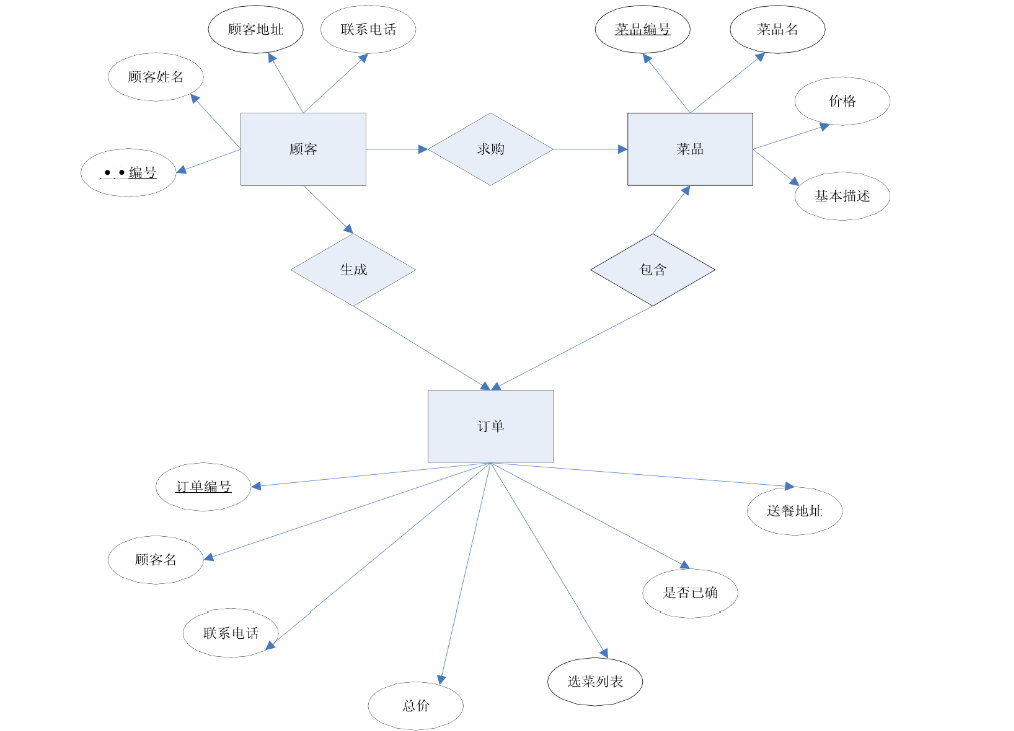 顾客地址
联系电话
菜品编号
菜品名
顾客姓名
价格
顾客
求购
菜品
••编号
基本描述
生成
包含
订单
订单编号
送餐地址
顾客名
是否已确
联系电话
选菜列表
总价